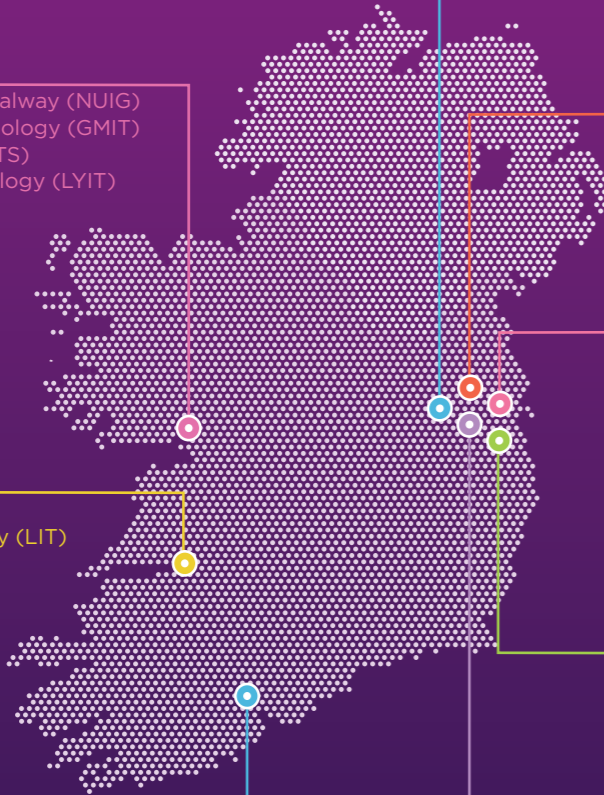 alway (NUIG)
ology (GMIT)
TS)
logy (LYIT)
y (LIT)